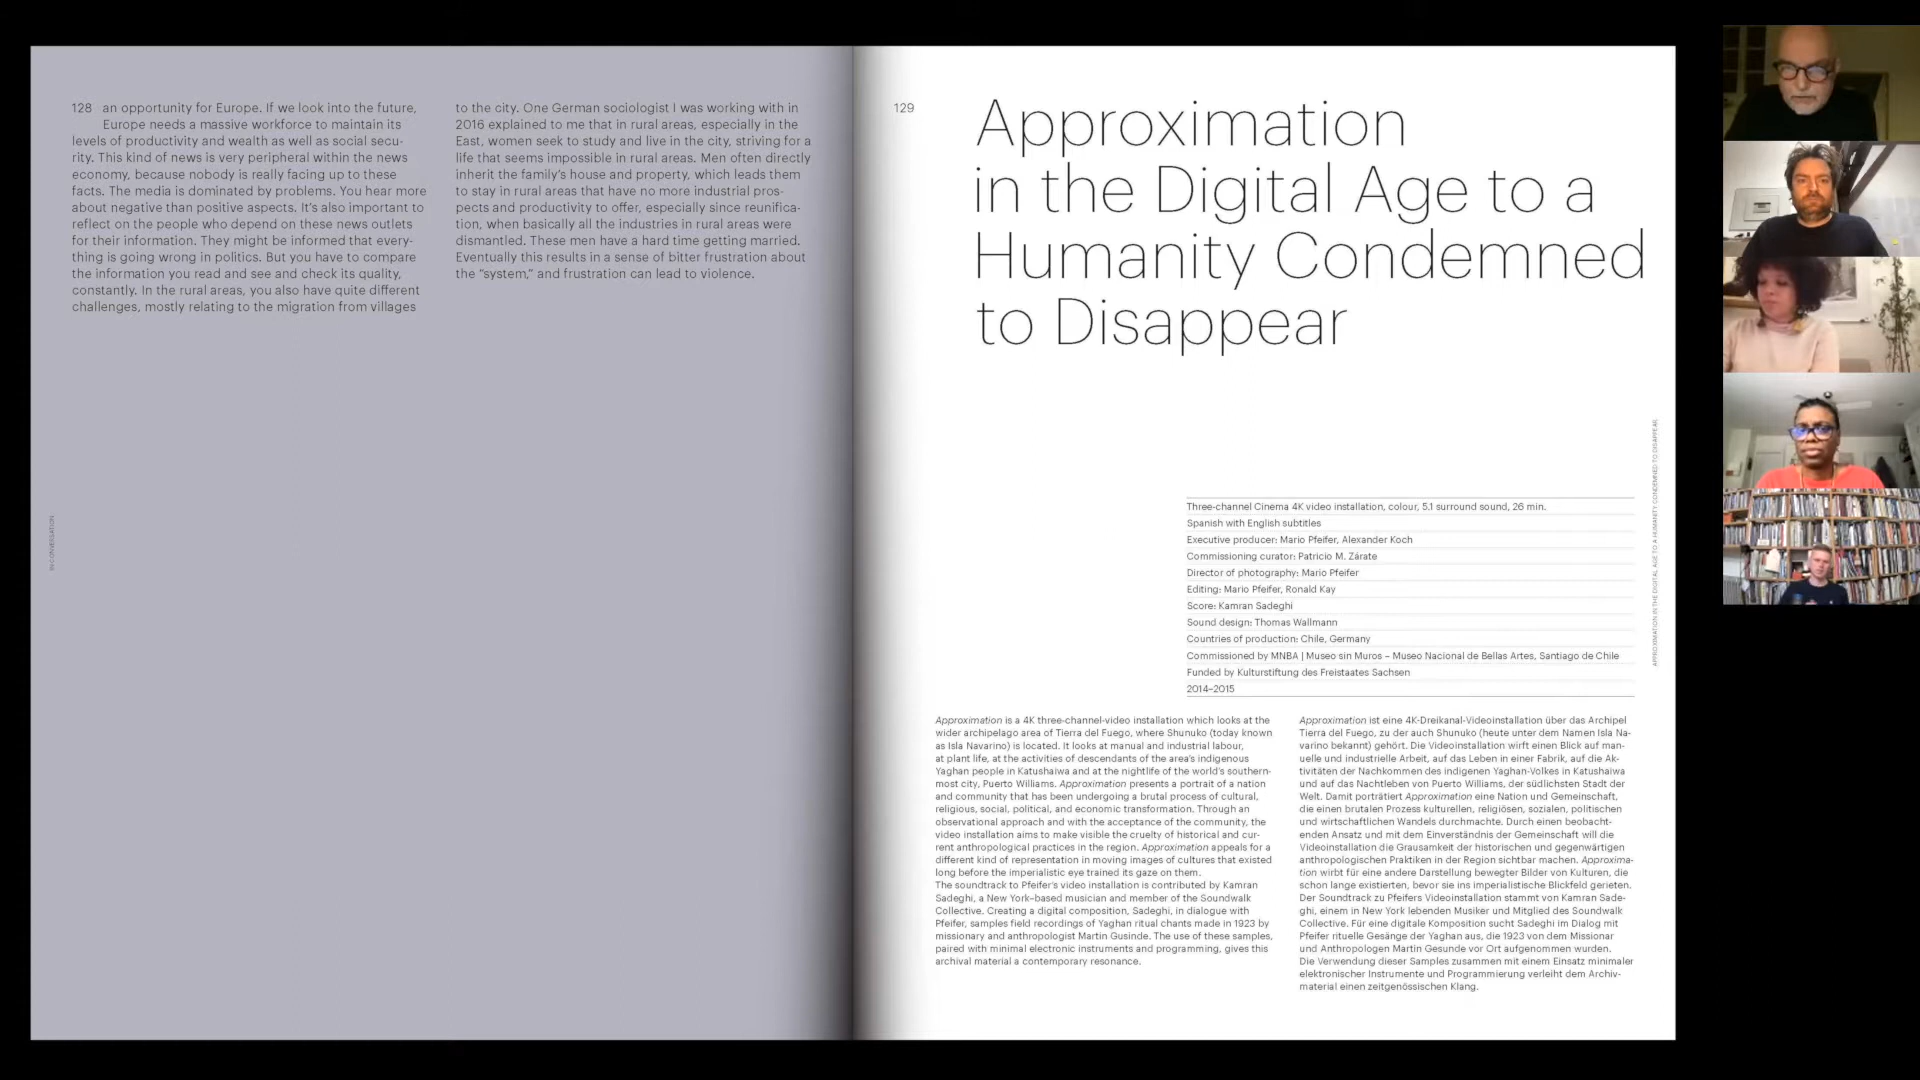 128 an opportunity for Europe. If we look into the future,
Europe needs a massive workforce to maintain its
levels of productivity and wealth as well as social secu-
rity. This kind of news is very peripheral within the news
economy, because nobody is really facing up to these
facts. The media is dominated by problems. You hear more
about negative than positive aspects. It's also important to
reflect on the people who depend on these news outlets
for their information. They might be informed that every-
thing is going wrong in politics. But you have to compare
the information you read and see and check its quality,
constantly. In the rural areas, you also have quite different
challenges, mostly relating to the migration from villages
to the city. One German sociologist I was working with in
2016 explained to me that in rural areas, especially in the
East, women seek to study and live in the city, striving for a
life that seems impossible in rural areas. Men often directly
inherit the family's house and property, which leads them
to stay in rural areas that have no more industrial pros-
pects and productivity to offer, especially since reunifica-
tion, when basically all the industries in rural areas were
dismantled. These men have a hard time getting married.
Eventually this results in a sense of bitter frustration about
the "system," and frustration can lead to violence.
IN CONVERSATION
129
Approximation
in the Digital Age to a
Humanity Condemned
to Disappear
Three-channel Cinema 4K video installation, colour, 5.1 surround sound, 26 min.
Spanish with English subtitles
Executive producer: Mario Pfeifer, Alexander Koch
Commissioning curator: Patricio M. Zárate
Director of photography: Mario Pfeifer
Editing: Mario Pfeifer, Ronald Kay
Score: Kamran Sadeghi
Sound design: Thomas Wallmann
Countries of production: Chile, Germany
Commissioned by MNBA | Museo sin Muros – Museo Nacional de Bellas Artes, Santiago de Chile
Funded by Kulturstiftung des Freistaates Sachsen
2014–2015
Approximation is a 4K three-channel-video installation which looks at the
wider archipelago area of Tierra del Fuego, where Shunuko (today known
as Isla Navarino) is located. It looks at manual and industrial labour,
at plant life, at the activities of descendants of the area's indigenous
Yaghan people in Katushaiwa and at the nightlife of the world's southern-
most city, Puerto Williams. Approximation presents a portrait of a nation
and community that has been undergoing a brutal process of cultural,
religious, social, political, and economic transformation. Through an
observational approach and with the acceptance of the community, the
video installation aims to make visible the cruelty of historical and cur-
rent anthropological practices in the region. Approximation appeals for a
different kind of representation in moving images of cultures that existed
long before the imperialistic eye trained its gaze on them.
The soundtrack to Pfeifer's video installation is contributed by Kamran
Sadeghi, a New York–based musician and member of the Soundwalk
Collective. Creating a digital composition, Sadeghi, in dialogue with
Pfeifer, samples field recordings of Yaghan ritual chants made in 1923 by
missionary and anthropologist Martin Gusinde. The use of these samples,
paired with minimal electronic instruments and programming, gives this
archival material a contemporary resonance.
Approximation ist eine 4K-Dreikanal-Videoinstallation über das Archipel
Tierra del Fuego, zu der auch Shunuko (heute unter dem Namen Isla Na-
varino bekannt) gehört. Die Videoinstallation wirft einen Blick auf man-
uelle und industrielle Arbeit, auf das Leben in einer Fabrik, auf die Ak-
tivitäten der Nachkommen des indigenen Yaghan-Volkes in Katushaiwa
und auf das Nachtleben von Puerto Williams, der südlichsten Stadt der
Welt. Damit porträtiert Approximation eine Nation und Gemeinschaft,
die einen brutalen Prozess kulturellen, religiösen, sozialen, politischen
und wirtschaftlichen Wandels durchmachte. Durch einen beobacht-
enden Ansatz und mit dem Einverständnis der Gemeinschaft will die
Videoinstallation die Grausamkeit der historischen und gegenwärtigen
anthropologischen Praktiken in der Region sichtbar machen. Approxima-
tion wirbt für eine andere Darstellung bewegter Bilder von Kulturen, die
schon lange existierten, bevor sie ins imperialistische Blickfeld gerieten.
Der Soundtrack zu Pfeifers Videoinstallation stammt von Kamran Sade-
ghi, einem in New York lebenden Musiker und Mitglied des Soundwalk
Collective. Für eine digitale Komposition sucht Sadeghi im Dialog mit
Pfeifer rituelle Gesänge der Yaghan aus, die 1923 von dem Missionar
und Anthropologen Martin Gesunde vor Ort aufgenommen wurden.
Die Verwendung dieser Samples zusammen mit einem Einsatz minimaler
elektronischer Instrumente und Programmierung verleiht dem Archiv-
material einen zeitgenössischen Klang.
APPROXIMATION IN THE DIGITAL AGE TO A HUMANITY CONDEMNED TO DISAPPEAR